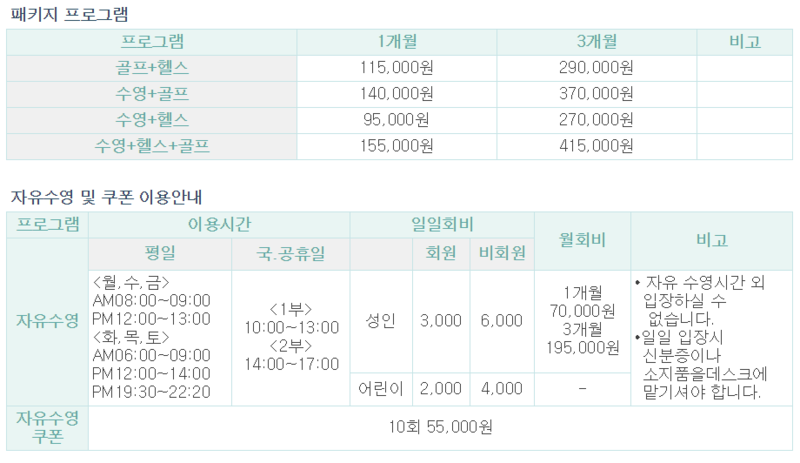 패키지 프로그램
프로그램 1개월 3개월 비고
골프+헬스 115,000원 290,000원
수영+골프 140,000원 370,000원
수영+헬스 95,000원 270,000원
수영+헬스+골프 155,000원 415,000원
자유수영 및 쿠폰 이용안내
프로그램 이용시간 일일회비 월회비 비고
평일 국.공휴일 회원 비회원
자유수영
<월,수,금>
AM08:00~09:00
PM12:00~13:00
<화,목,토>
AM06:00~09:00
PM12:00~14:00
PM19:30~22:20
<1부>
10:00~13:00
<2부>
14:00~17:00
성인 3,000 6,000
어린이 2,000 4,000
1개월
70,000원
3개월
195,000원
-
• 자유 수영시간 외
입장하실 수
없습니다.
•일일 입장시
신분증이나
소지품을데스크에
맡기셔야 합니다.
자유수영
쿠폰
10회 55,000원